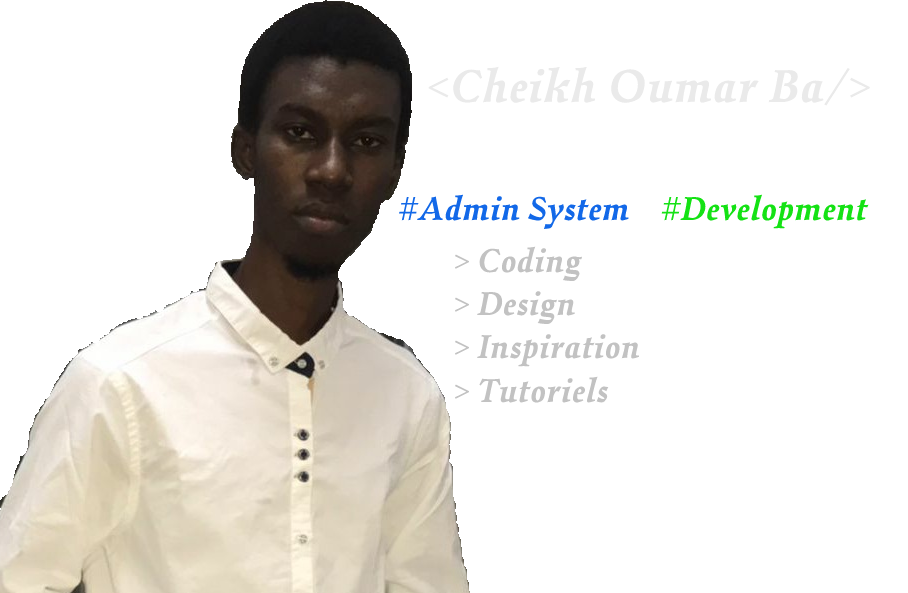 <Cheikh Oumar Ba/>
#Admin System #Development
> Coding
> Design
> Inspiration
> Tutoriels